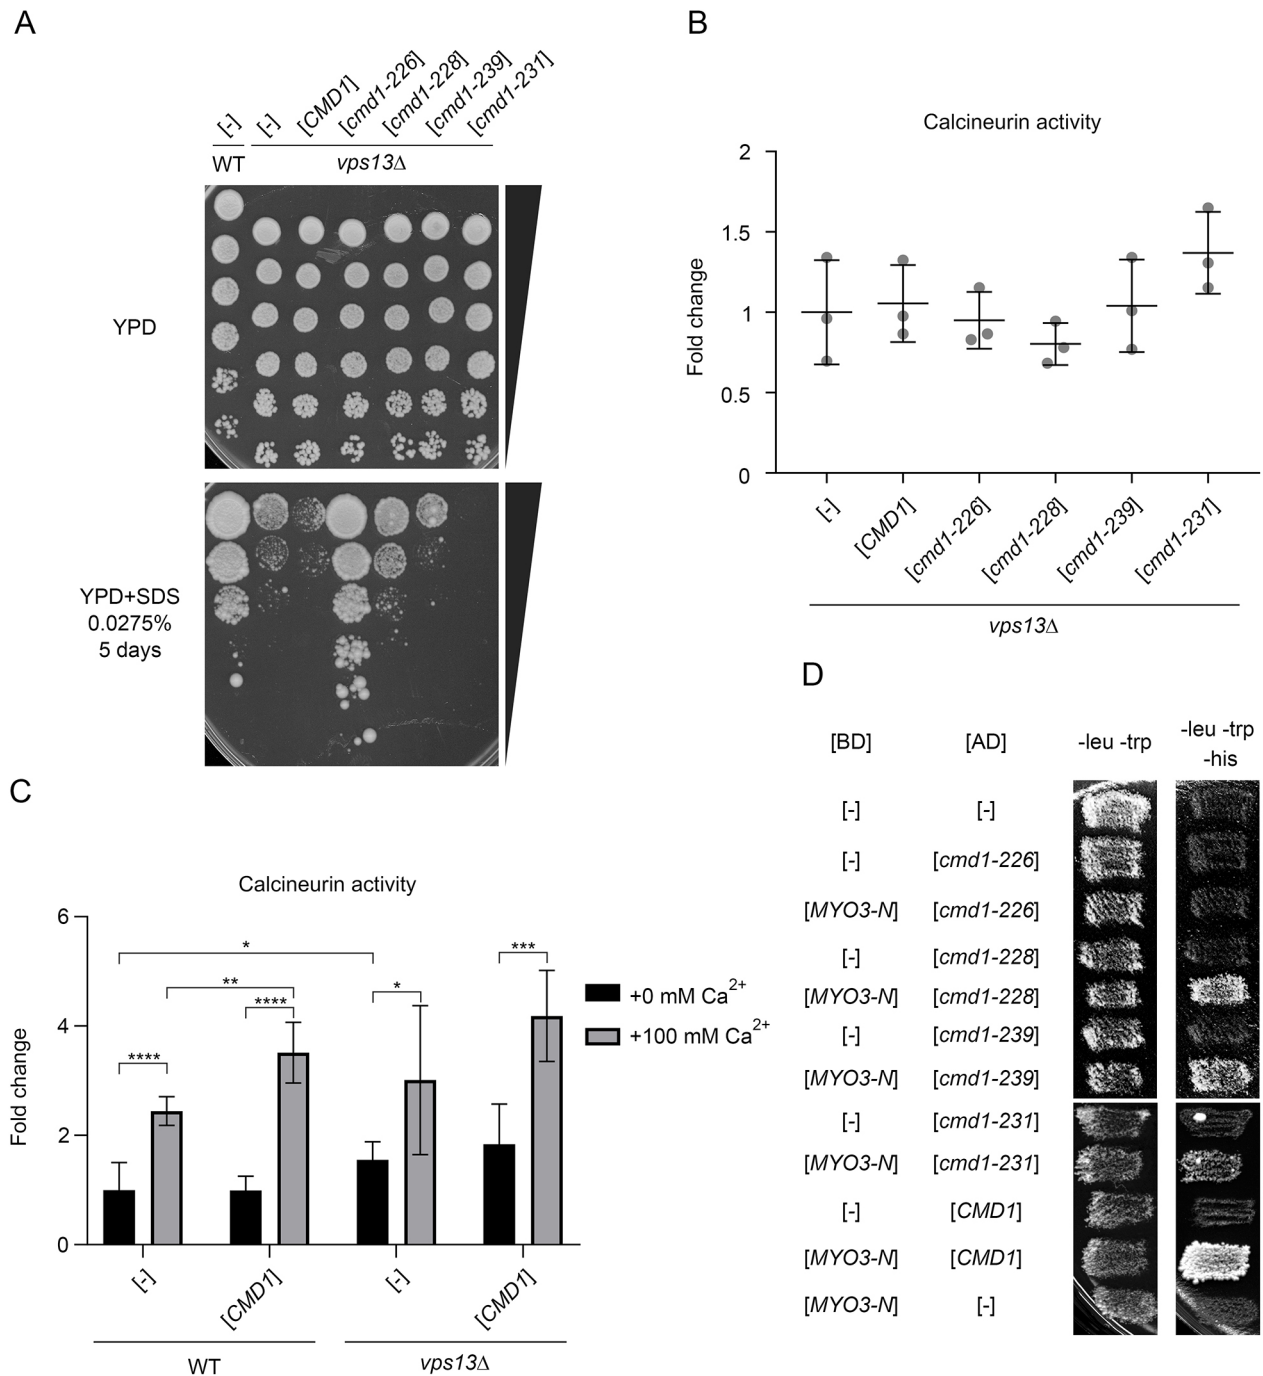 A
[-]
[-]
[CMD1]
[cmd1-226]
[cmd1-228]
[cmd1-239]
[cmd1-231]
WT
vps13Δ
YPD
YPD+SDS
0.0275%
5 days
B
Calcineurin activity
Fold change
2
1.5
1
0.5
0
[-]
[CMD1]
[cmd1-226]
[cmd1-228]
[cmd1-239]
[cmd1-231]
vps13Δ
C
Calcineurin activity
Fold change
6
4
2
0
*
**
****
****
*
***
+0 mM Ca2+
+100 mM Ca2+
[-]
[CMD1]
[-]
[CMD1]
WT
vps13Δ
D
[BD] [AD] -leu -trp -leu -trp
-his
[-] [-]
[-] [cmd1-226]
[MYO3-N] [cmd1-226]
[-] [cmd1-228]
[MYO3-N] [cmd1-228]
[-] [cmd1-239]
[MYO3-N] [cmd1-239]
[-] [cmd1-231]
[MYO3-N] [cmd1-231]
[-] [CMD1]
[MYO3-N] [CMD1]
[MYO3-N] [-]